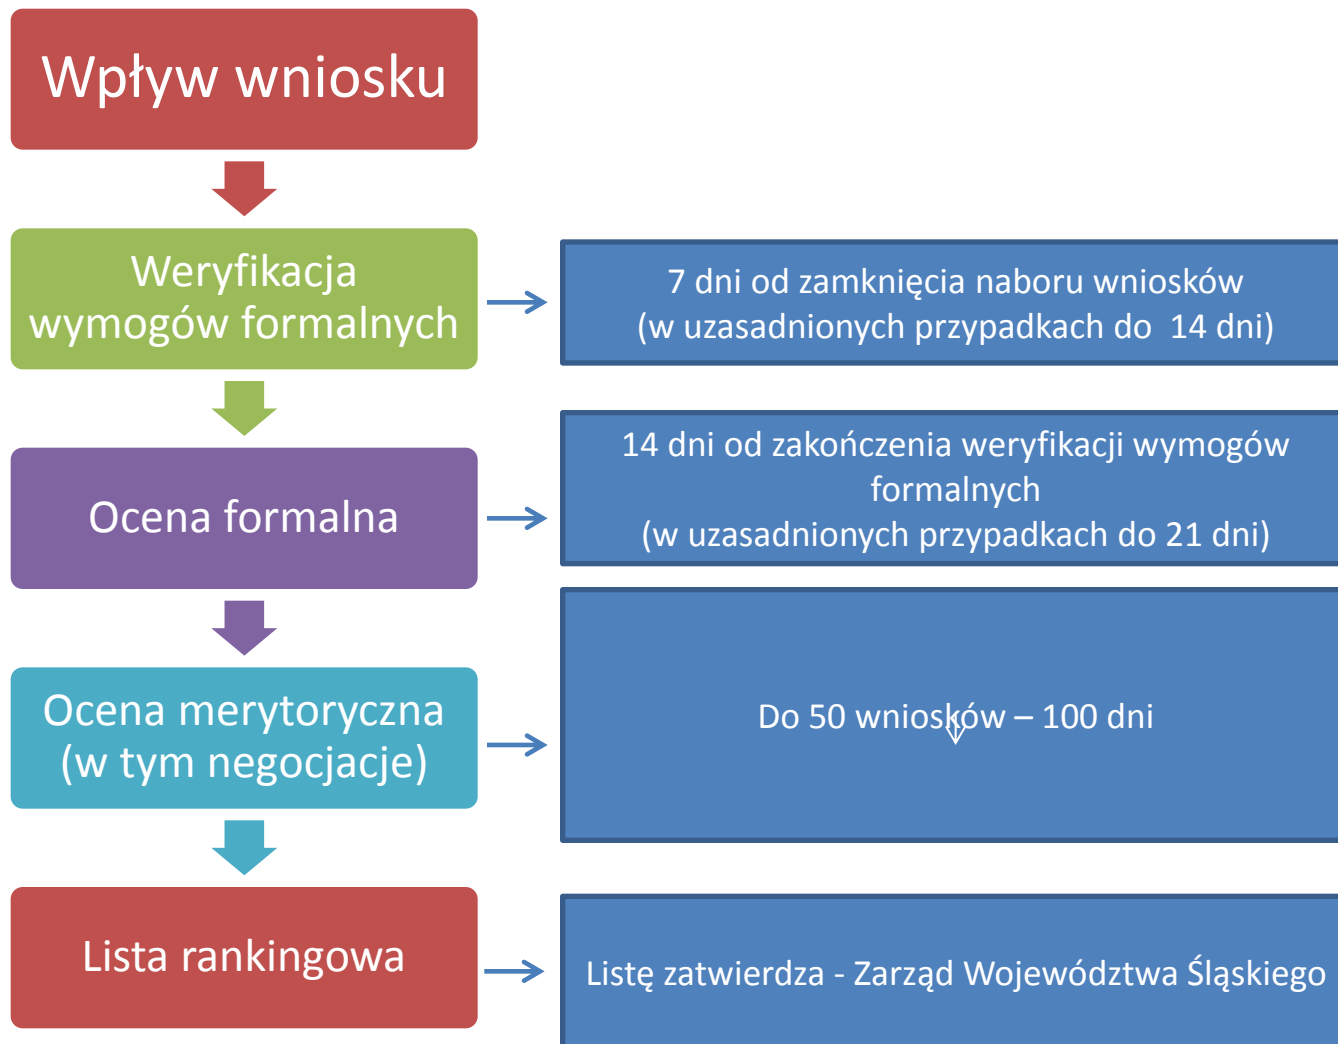 Wpływ wniosku
Weryfikacja
wymogów formalnych
7 dni od zamknięcia naboru wniosków
(w uzasadnionych przypadkach do 14 dni)
Ocena formalna
14 dni od zakończenia weryfikacji wymogów
formalnych
(w uzasadnionych przypadkach do 21 dni)
Ocena merytoryczna
(w tym negocjacje)
Do 50 wniosków – 100 dni
Lista rankingowa
Listę zatwierdza - Zarząd Województwa Śląskiego